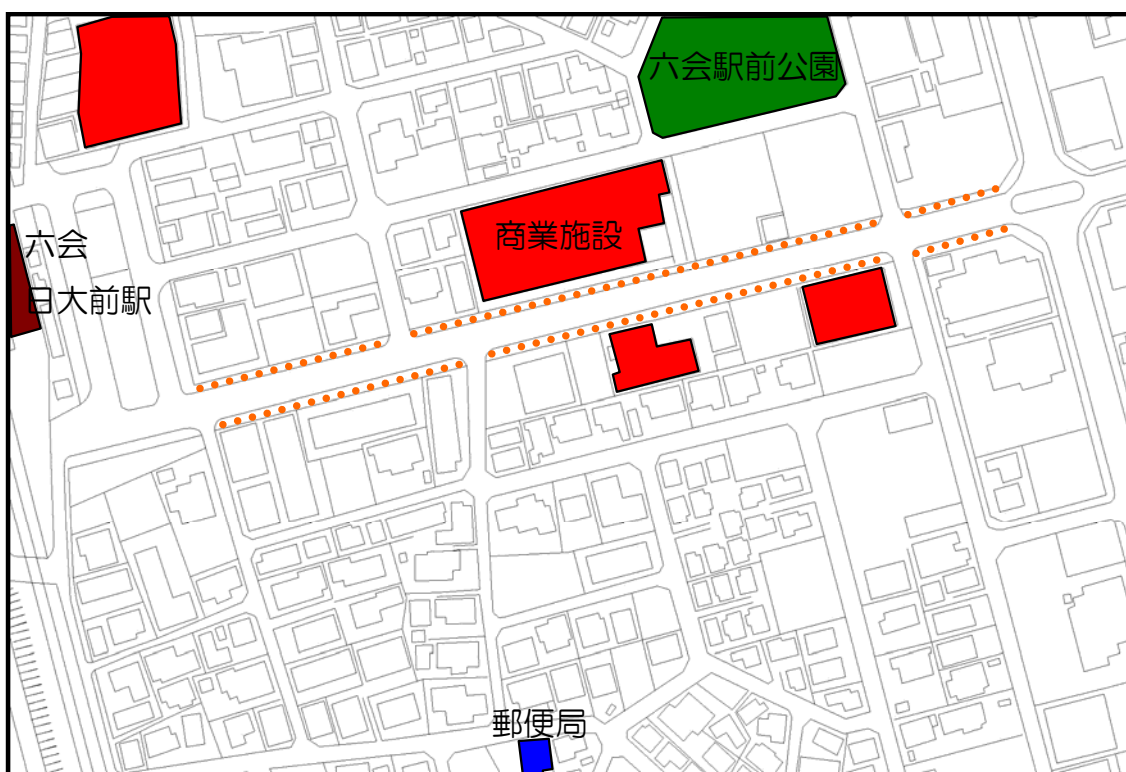 六会駅前公園
商業施設
六会
日大前駅
郵便局